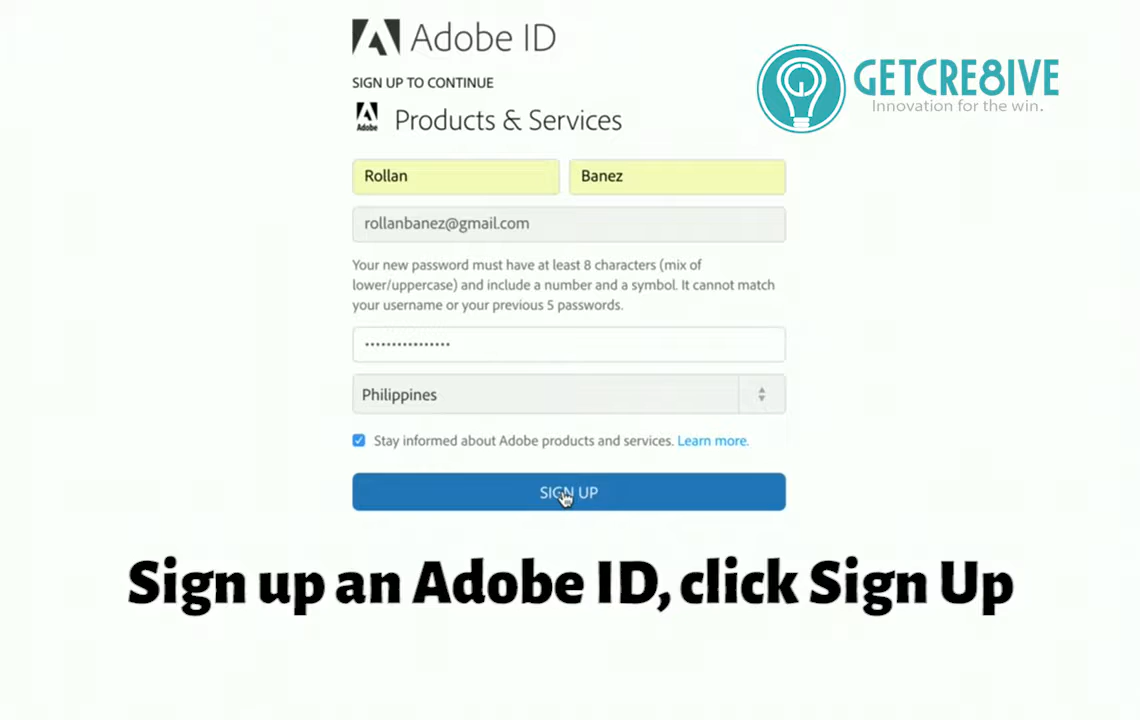 Adobe ID
SIGN UP TO CONTINUE
GETCRE8IVE
Innovation for the win.
Adobe
Products & Services
Rollan
Banez
rollanbanez@gmail.com
Your new password must have at least 8 characters (mix of
lower/uppercase) and include a number and a symbol. It cannot match
your username or your previous 5 passwords.
••••••••••••••••
Philippines
Stay informed about Adobe products and services. Learn more.
SIGN UP
Sign up an Adobe ID, click Sign Up